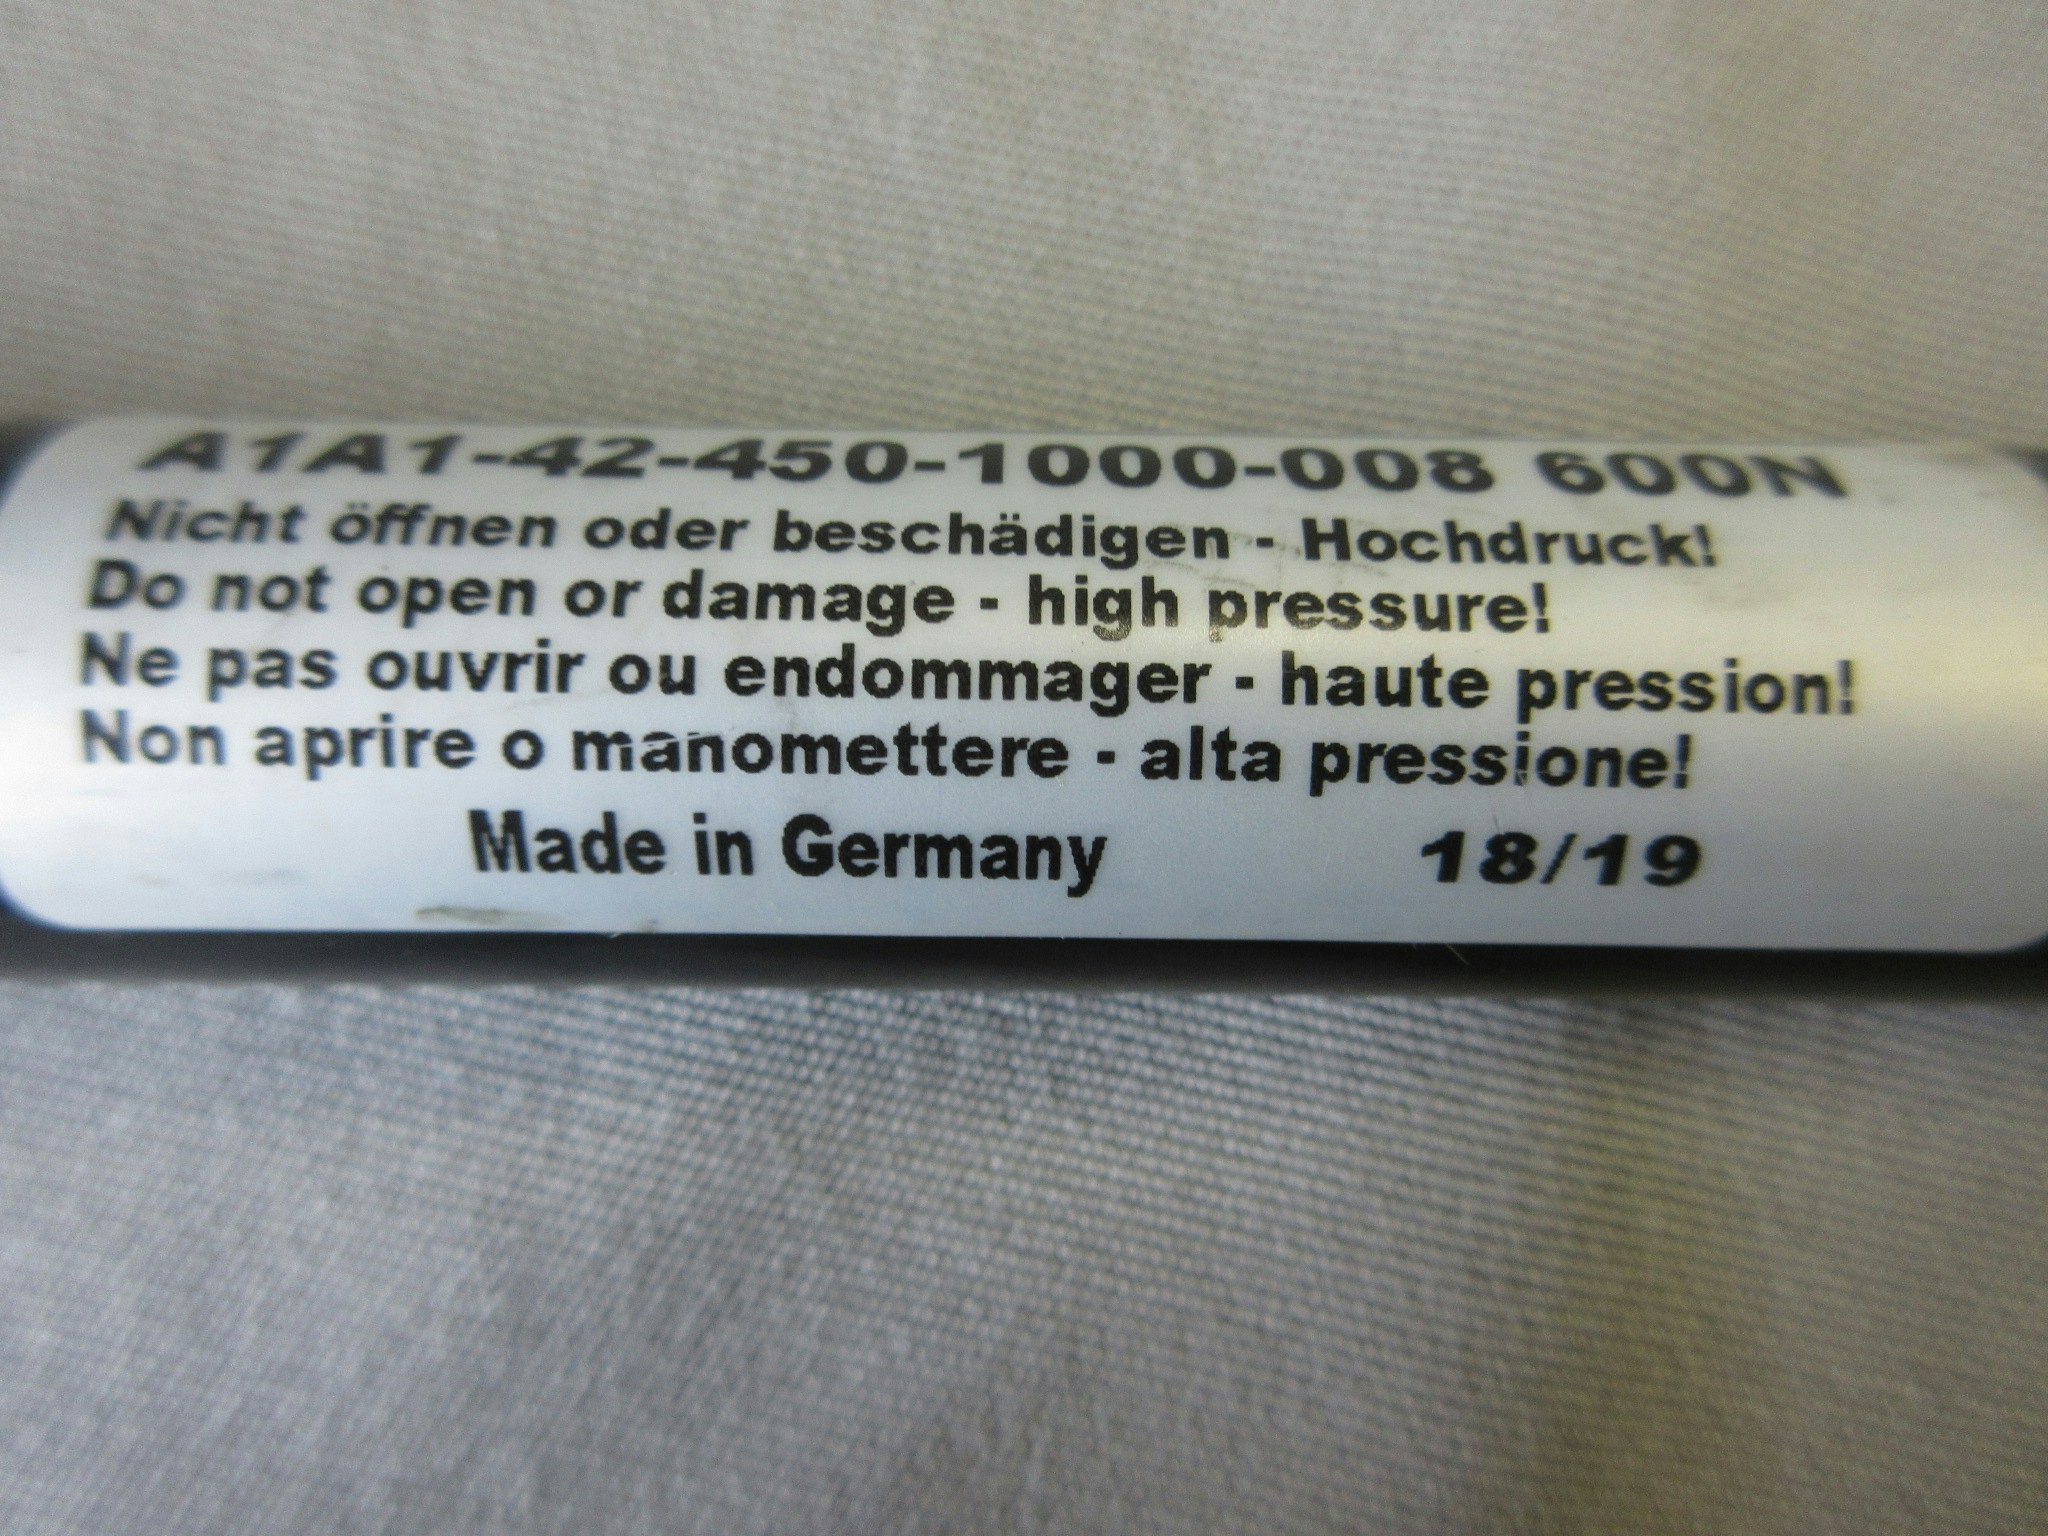 A1A1-42-450-1000-008 600N
Nicht öffnen oder beschädigen - Hochdruck!
Do not open or damage - high pressure!
Ne pas ouvrir ou endommager - haute pression!
Non aprire o manomettere - alta pressione!
Made in Germany 18/19